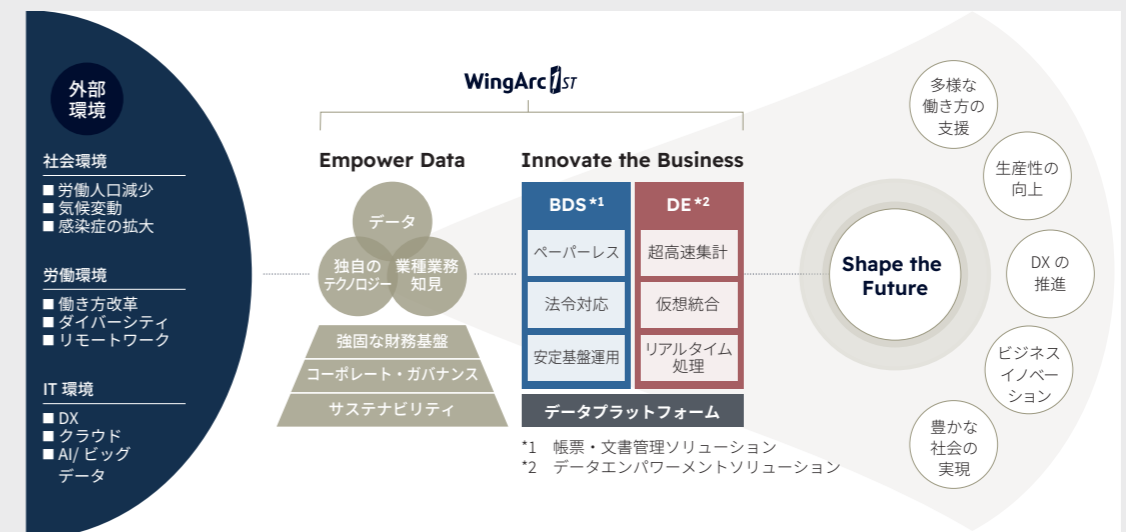 外部
環境
社会環境
■ 労働人口減少
■ 気候変動
■ 感染症の拡大
労働環境
■ 働き方改革
■ ダイバーシティ
■ リモートワーク
IT 環境
■ DX
■ クラウド
■ AI/ ビッグ
データ
WingArc1ST
Empower Data
データ
独自の
テクノロジー
業種業務
知見
強固な財務基盤
コーポレート・ガバナンス
サステナビリティ
Innovate the Business
BDS*1
ペーパーレス
法令対応
安定基盤運用
DE*2
超高速集計
仮想統合
リアルタイム
処理
データプラットフォーム
*1 帳票・文書管理ソリューション
*2 データエンパワーメントソリューション
Shape the
Future
多様な
働き方の
支援
生産性の
向上
DX の
推進
ビジネス
イノベー
ション
豊かな
社会の
実現